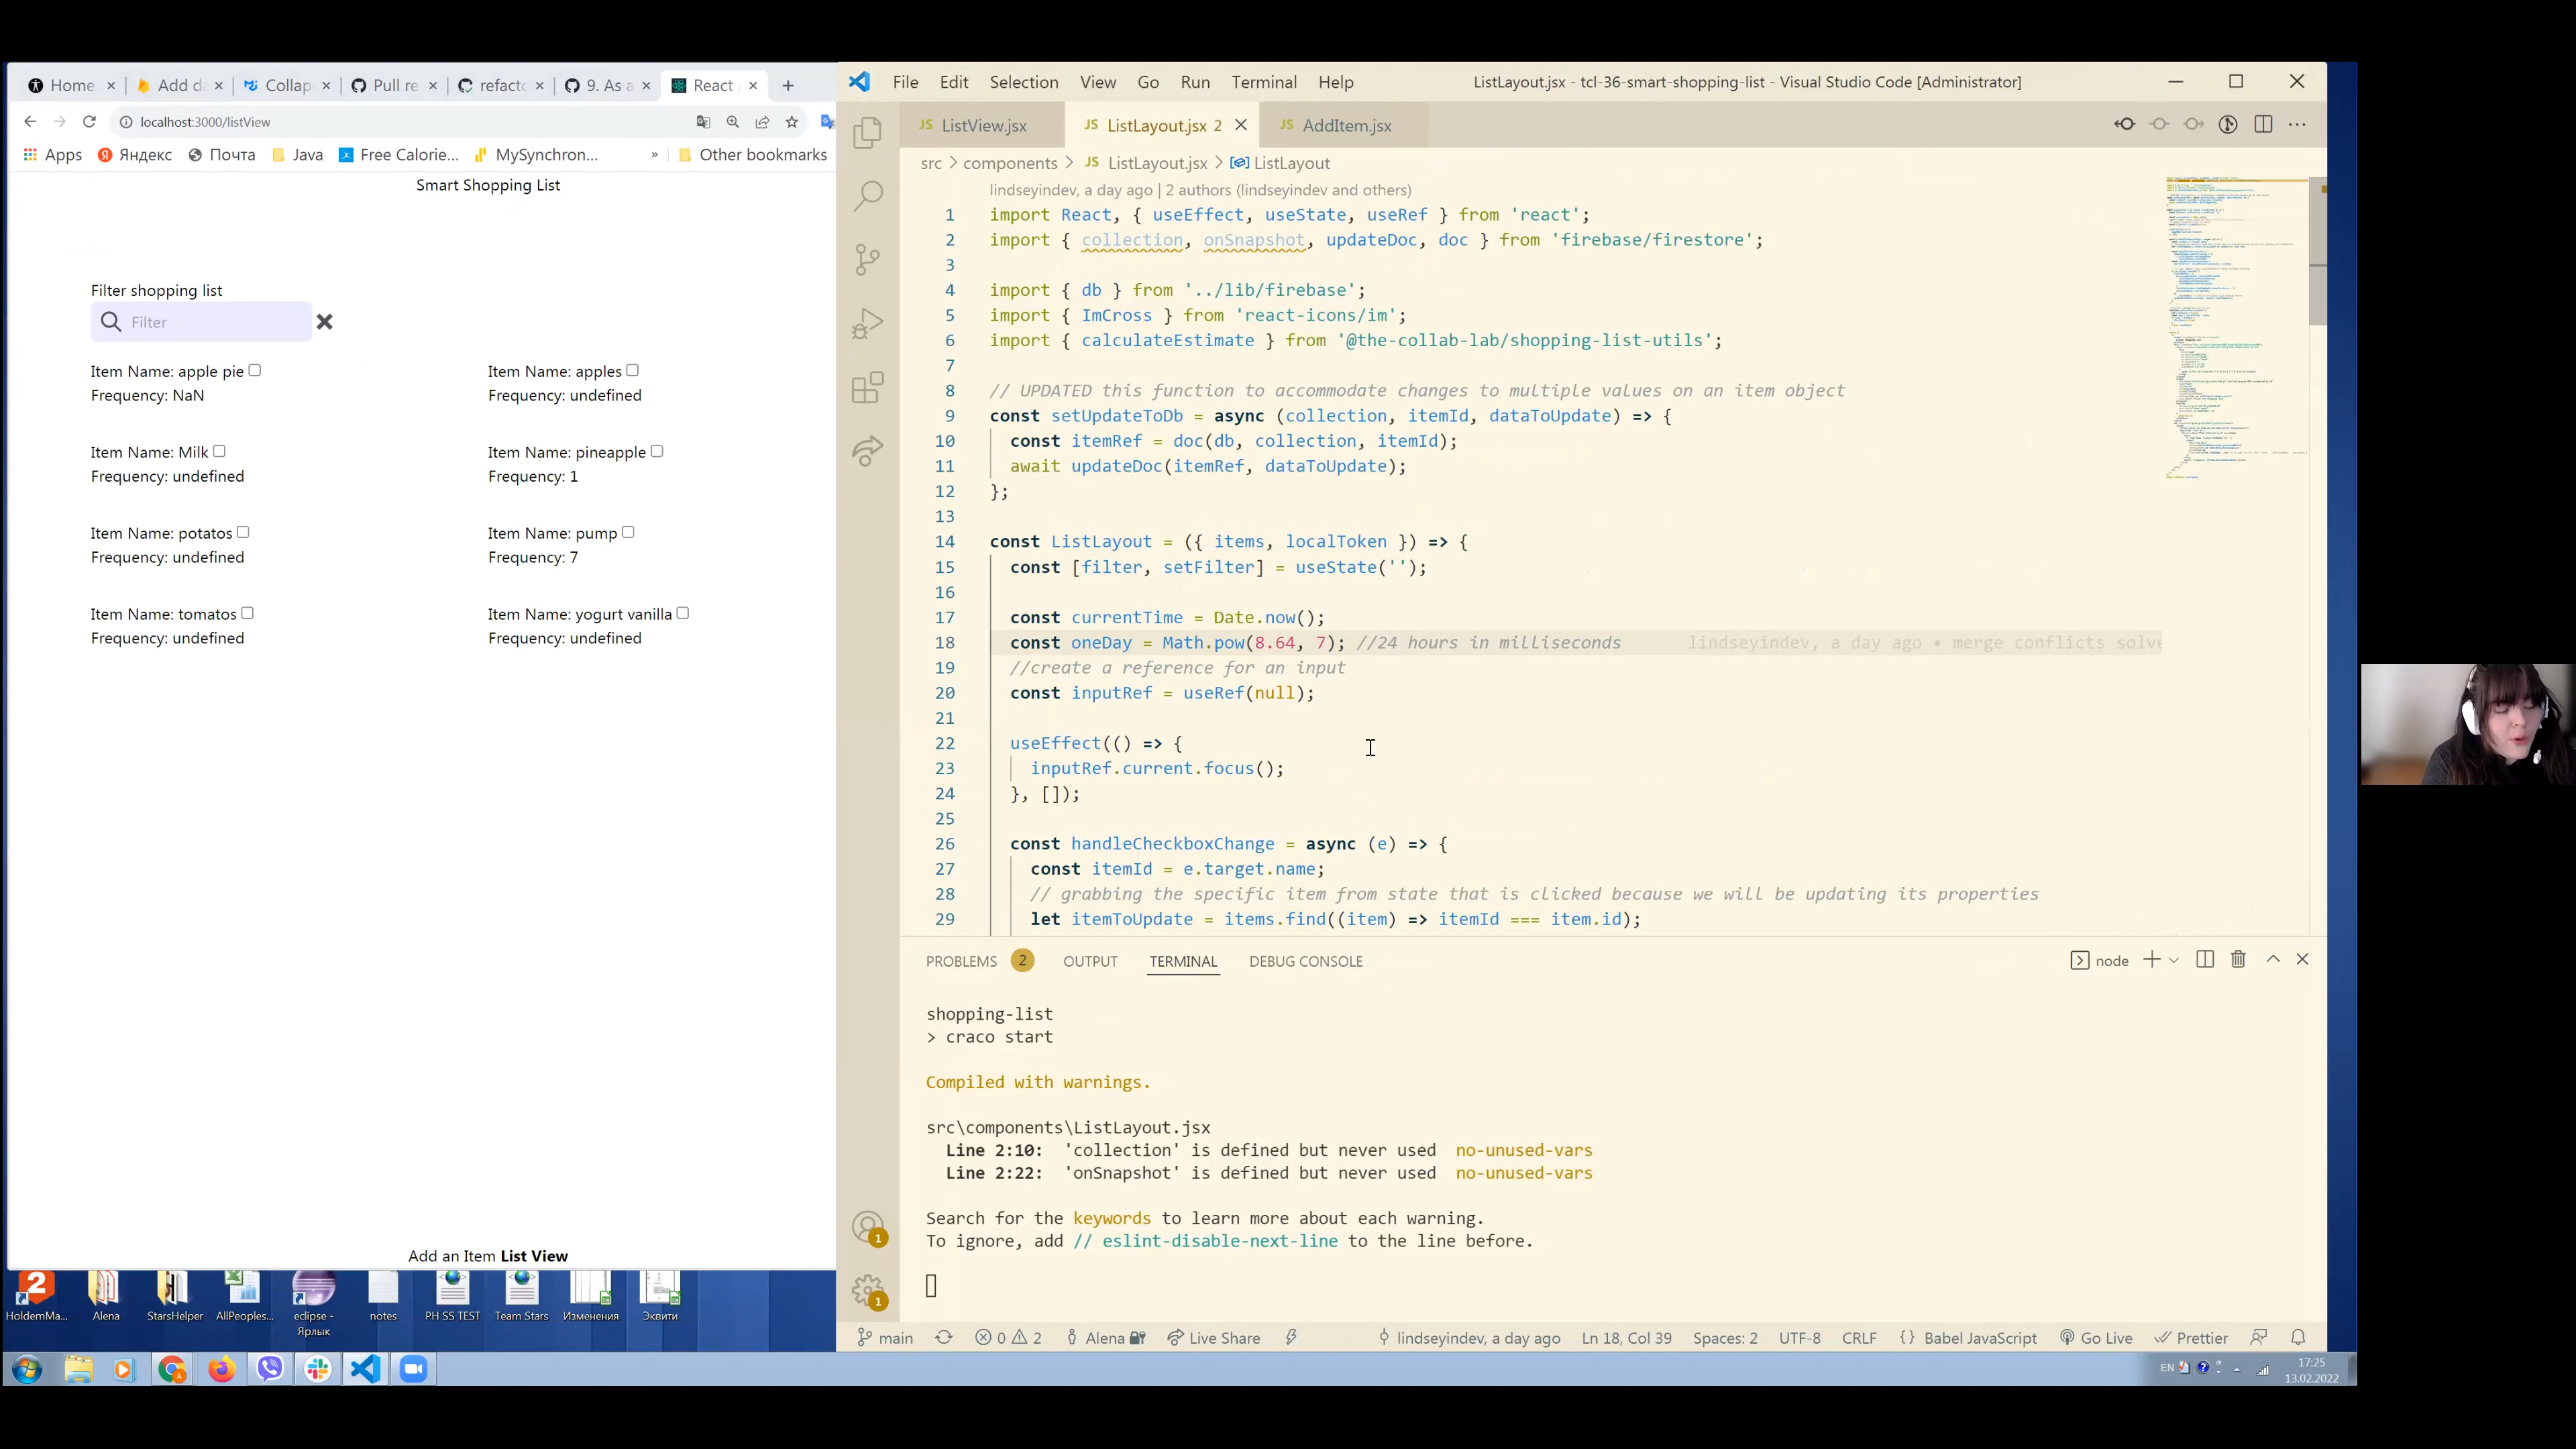 Home
Add d
Collap
Pull re
refacto
9. As a
React
localhost:3000/listView
Apps
Яндекс
Почта
Java
Free Calorie...
MySynchron...
»
Other bookmarks
Smart Shopping List
Filter shopping list
Filter
Item Name: apple pie
Frequency: NaN
Item Name: apples
Frequency: undefined
Item Name: Milk
Frequency: undefined
Item Name: pineapple
Frequency: 1
Item Name: potatos
Frequency: undefined
Item Name: pump
Frequency: 7
Item Name: tomatos
Frequency: undefined
Item Name: yogurt vanilla
Frequency: undefined
Add an Item List View
HoldemMa...
Alena
StarsHelper
AllPeoples...
eclipse - Ярлык
notes
PH SS TEST
Team Stars
Изменения
Эквити
File Edit Selection View Go Run Terminal Help
ListLayout.jsx - tcl-36-smart-shopping-list - Visual Studio Code [Administrator]
JS ListView.jsx
JS ListLayout.jsx 2
JS AddItem.jsx
src > components > JS ListLayout.jsx > ListLayout
lindseyindev, a day ago | 2 authors (lindseyindev and others)
1 import React, { useEffect, useState, useRef } from 'react';
2 import { collection, onSnapshot, updateDoc, doc } from 'firebase/firestore';
3
4 import { db } from '../lib/firebase';
5 import { ImCross } from 'react-icons/im';
6 import { calculateEstimate } from '@the-collab-lab/shopping-list-utils';
7
8 // UPDATED this function to accommodate changes to multiple values on an item object
9 const setUpdateToDb = async (collection, itemId, dataToUpdate) => {
10 const itemRef = doc(db, collection, itemId);
11 await updateDoc(itemRef, dataToUpdate);
12 };
13
14 const ListLayout = ({ items, localToken }) => {
15 const [filter, setFilter] = useState('');
16
17 const currentTime = Date.now();
18 const oneDay = Math.pow(8.64, 7); //24 hours in milliseconds lindseyindev, a day ago • merge conflicts solve
19 //create a reference for an input
20 const inputRef = useRef(null);
21
22 useEffect(() => {
23 inputRef.current.focus();
24 }, []);
25
26 const handleCheckboxChange = async (e) => {
27 const itemId = e.target.name;
28 // grabbing the specific item from state that is clicked because we will be updating its properties
29 let itemToUpdate = items.find((item) => itemId === item.id);
PROBLEMS 2 OUTPUT TERMINAL DEBUG CONSOLE
node
shopping-list
> craco start
Compiled with warnings.
src\components\ListLayout.jsx
Line 2:10: 'collection' is defined but never used no-unused-vars
Line 2:22: 'onSnapshot' is defined but never used no-unused-vars
Search for the keywords to learn more about each warning.
To ignore, add // eslint-disable-next-line to the line before.
1
1
main 0 2 Alena Live Share lindseyindev, a day ago Ln 18, Col 39 Spaces: 2 UTF-8 CRLF {} Babel JavaScript Go Live Prettier
EN
17:25
13.02.2022